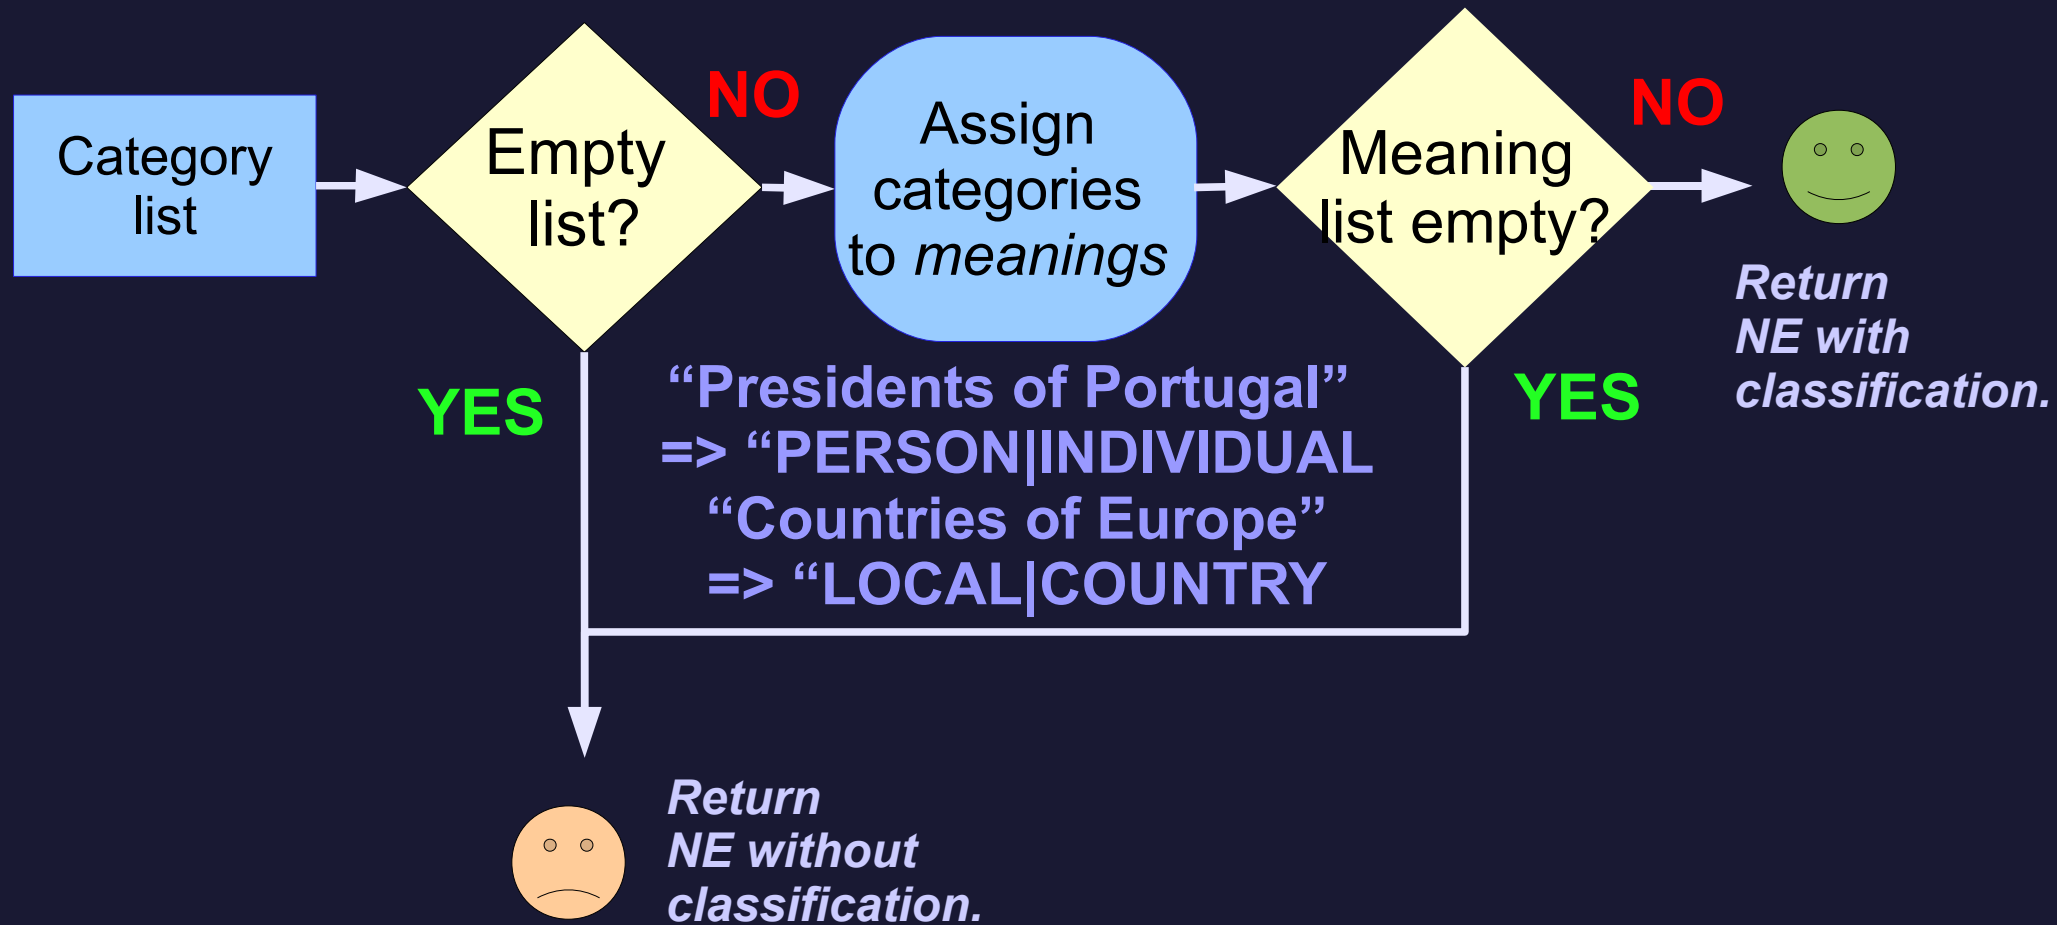 Category
list
Empty
list?
NO
Assign
categories
to meanings
Meaning
list empty?
NO
Return
NE with
classification.
YES
“Presidents of Portugal”
=> “PERSON|INDIVIDUAL
“Countries of Europe”
=> “LOCAL|COUNTRY
YES
Return
NE without
classification.